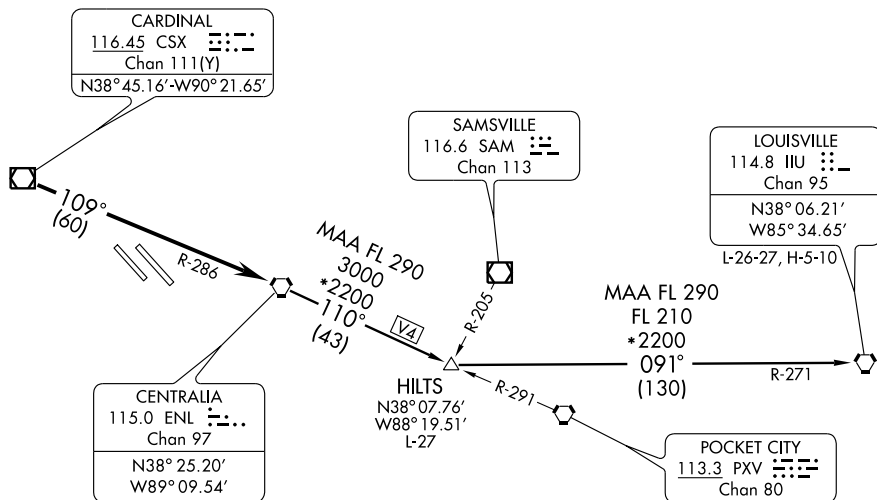 CARDINAL
116.45 CSX
Chan 111(Y)
N38° 45.16′-W90° 21.65′
109°
(60)
R-286
CENTRALIA
115.0 ENL
Chan 97
N38° 25.20′
W89° 09.54′
MAA FL 290
3000
*2200
110°
(43)
V4
SAMSVILLE
116.6 SAM
Chan 113
R-205
HILTS
N38° 07.76′
W88° 19.51′
L-27
R-291
POCKET CITY
113.3 PXV
Chan 80
MAA FL 290
FL 210
*2200
091°
(130)
R-271
LOUISVILLE
114.8 IIU
Chan 95
N38° 06.21′
W85° 34.65′
L-26-27, H-5-10